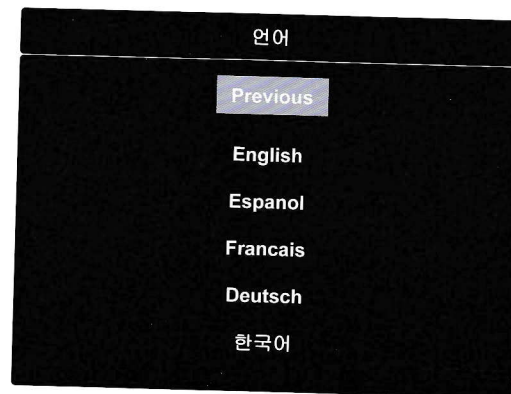 언어
Previous
English
Espanol
Francais
Deutsch
한국어